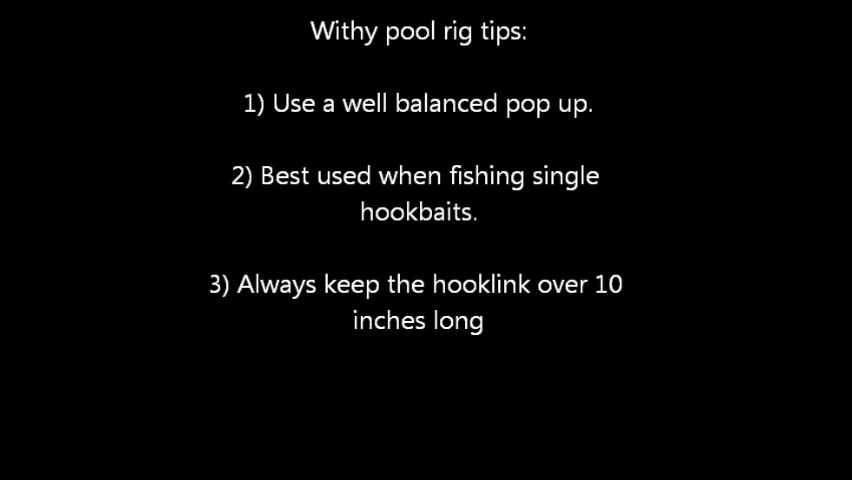 Withy pool rig tips:
1) Use a well balanced pop up.
2) Best used when fishing single
hookbaits.
3) Always keep the hooklink over 10
inches long